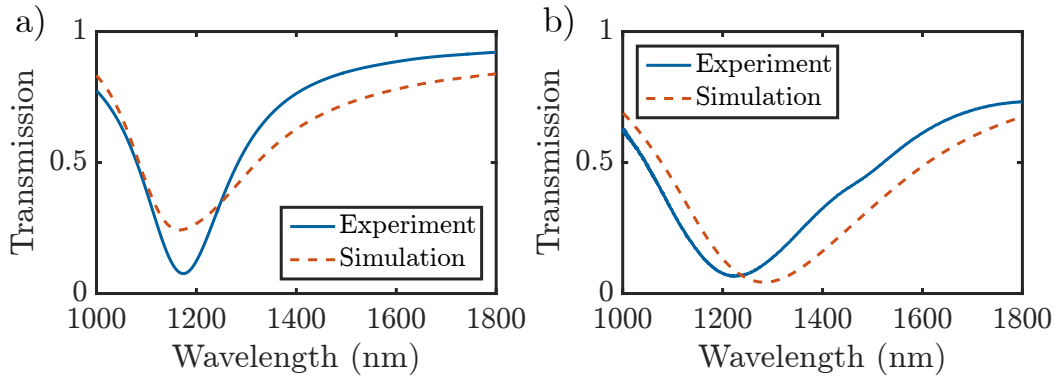 a)
1
0.5
0
Transmission
1000 1200 1400 1600 1800
Wavelength (nm)
Experiment
Simulation
b)
1
0.5
0
Transmission
1000 1200 1400 1600 1800
Wavelength (nm)
Experiment
Simulation